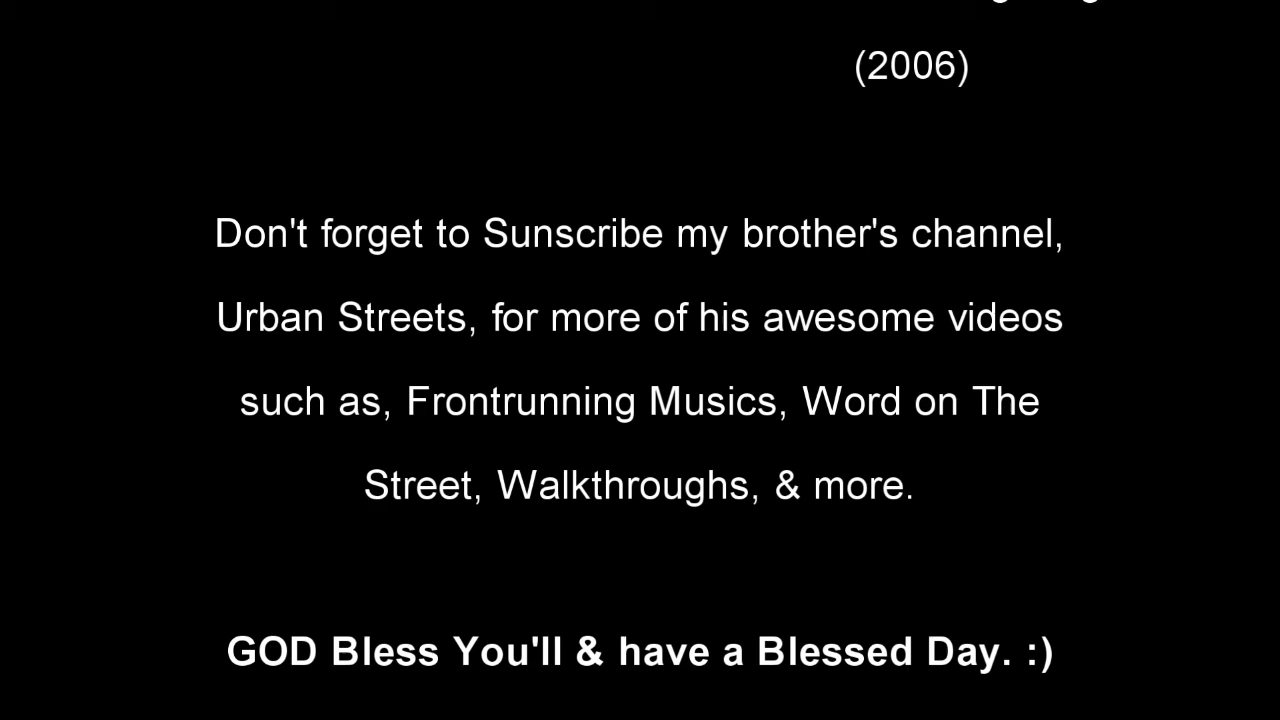 (2006)
Don't forget to Sunscribe my brother's channel,
Urban Streets, for more of his awesome videos
such as, Frontrunning Musics, Word on The
Street, Walkthroughs, & more.
GOD Bless You'll & have a Blessed Day. :)